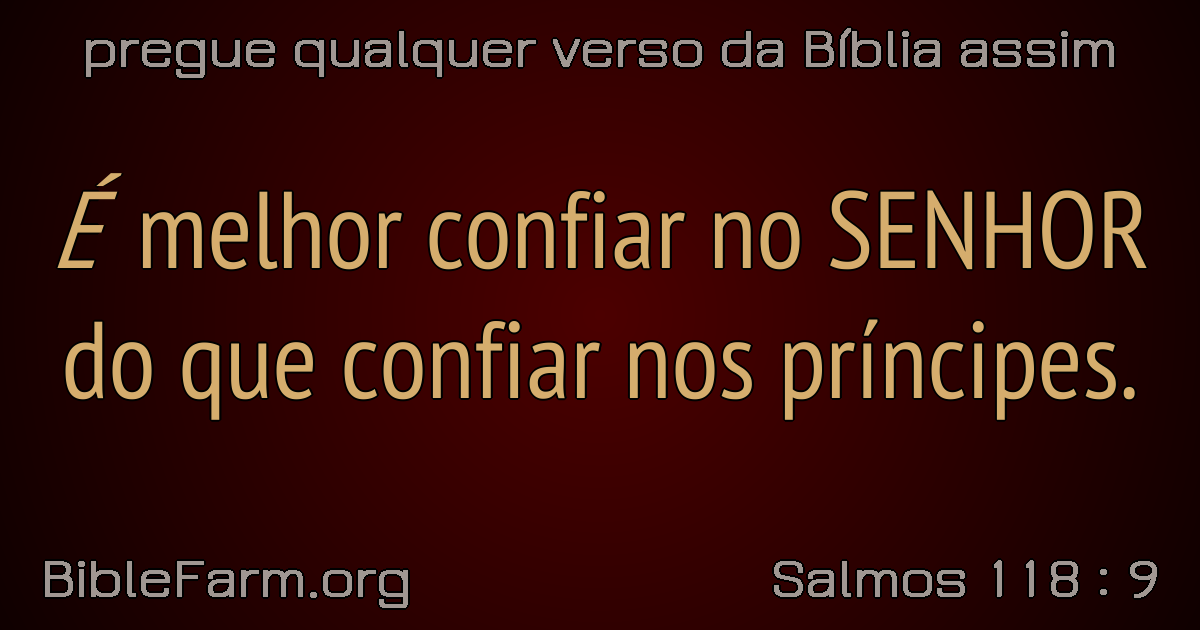 pregue qualquer verso da Bíblia assim
É melhor confiar no SENHOR
do que confiar nos príncipes.
BibleFarm.org
Salmos 118 : 9